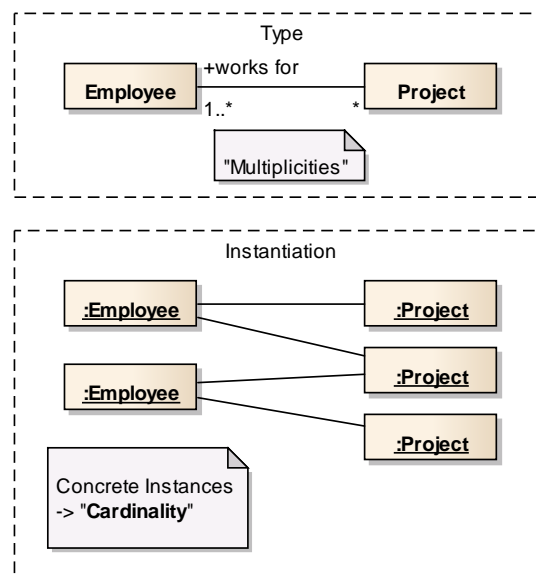 Type
+works for
Employee
Project
1..*
*
"Multiplicities"
Instantiation
:Employee
:Project
:Project
:Employee
:Project
Concrete Instances
-> "Cardinality"